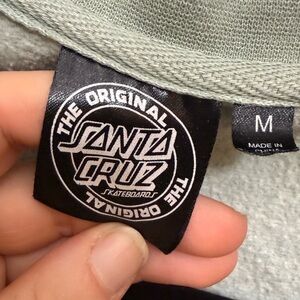 THE ORIGINAL
SANTA
CRUZ
SKATEBOARDS
THE ORIGINAL
M
MADE IN